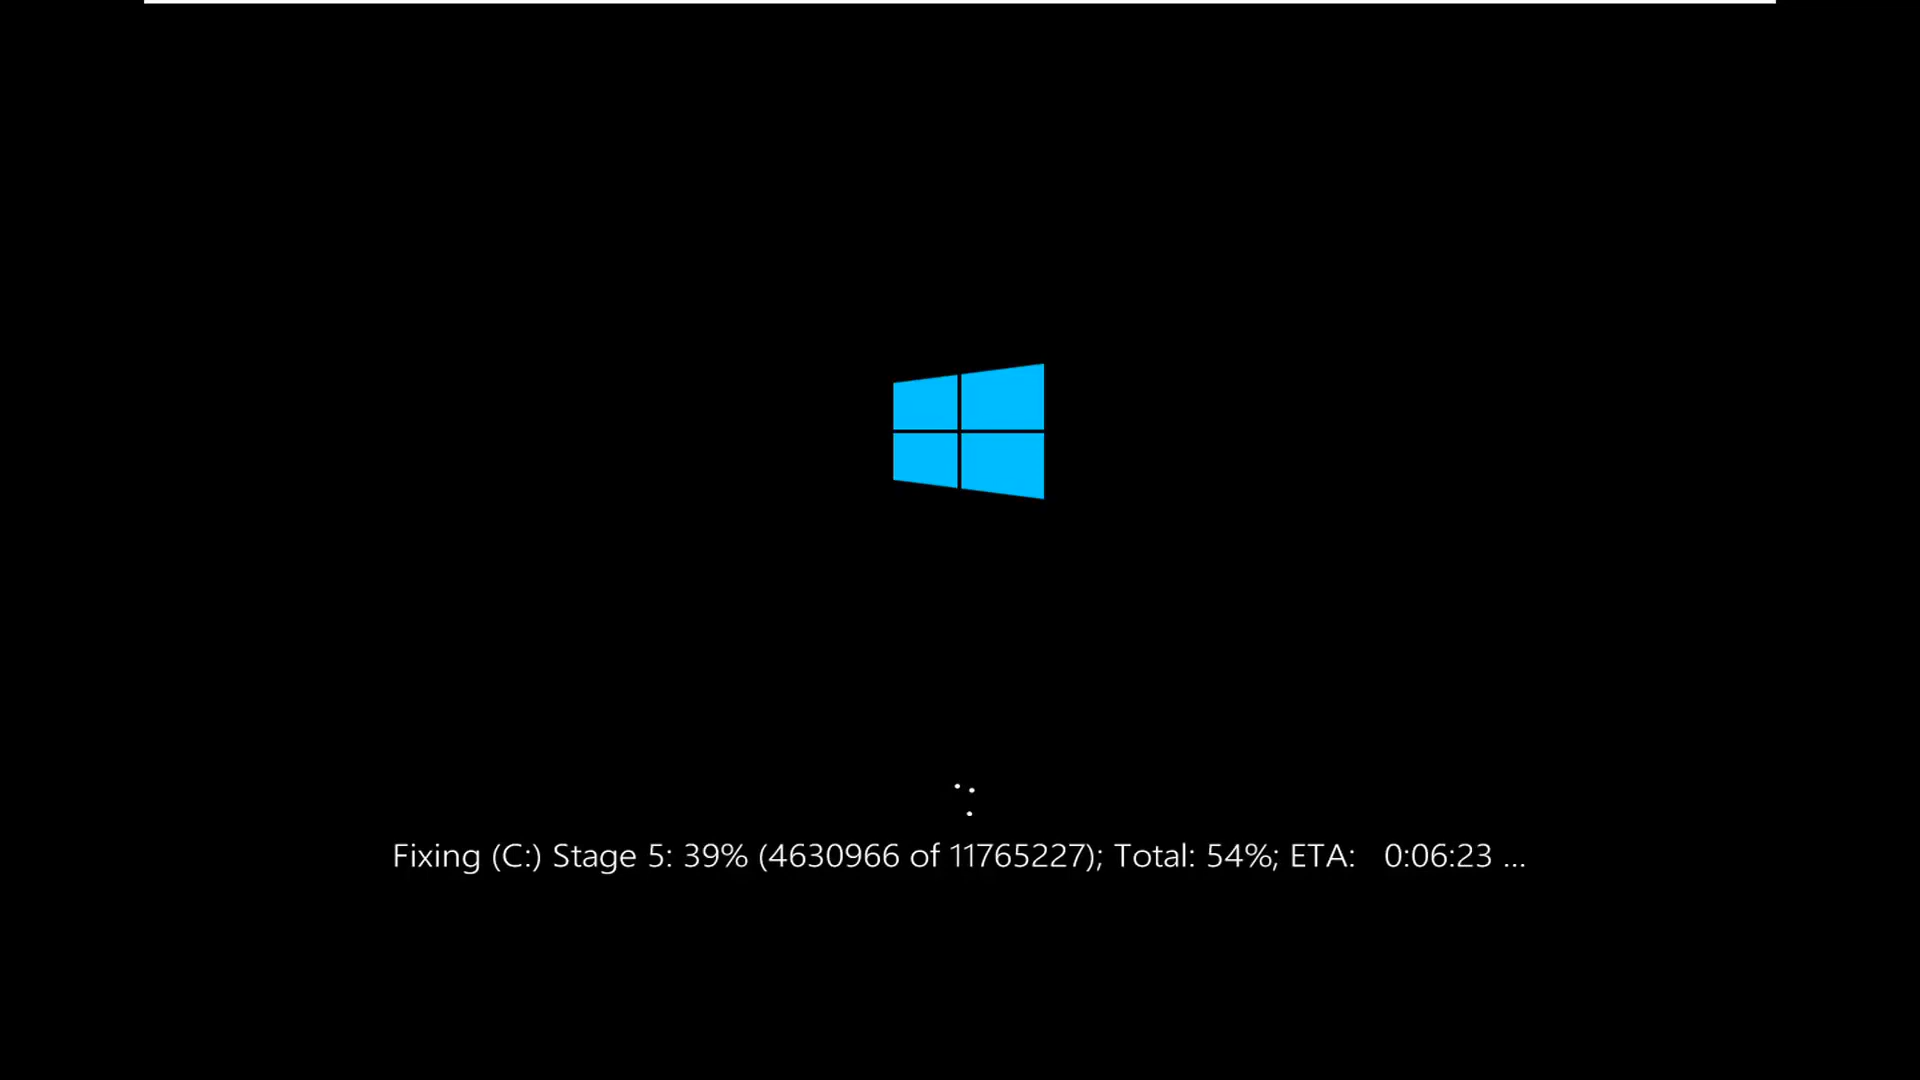 Fixing (C:) Stage 5: 39% (4630966 of 11765227); Total: 54%; ETA:   0:06:23 ...